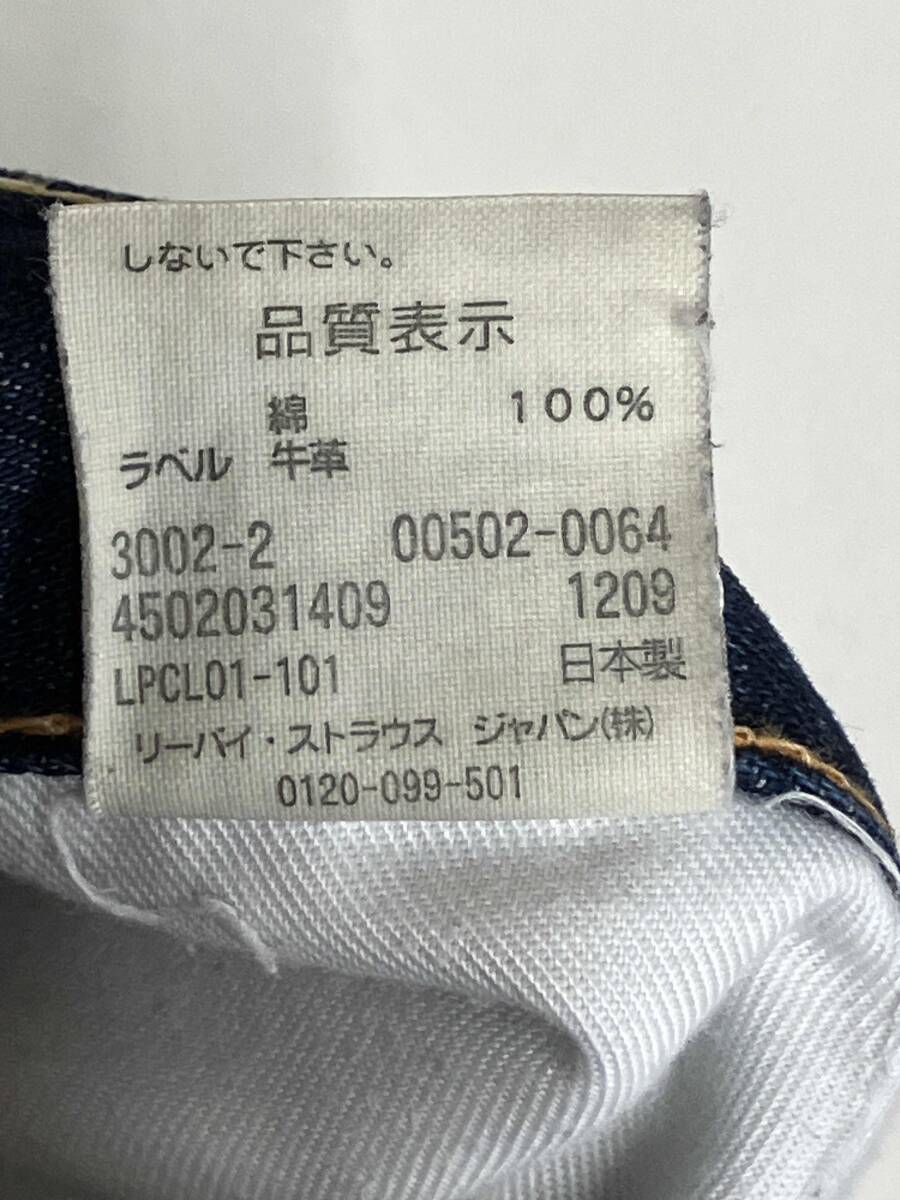 しないで下さい。
品質表示
綿 100%
ラベル 牛革
3002-2 00502-0064
4502031409 1209
LPCL01-101 日本製
リーバイ・ストラウス ジャパン(株)
0120-099-501